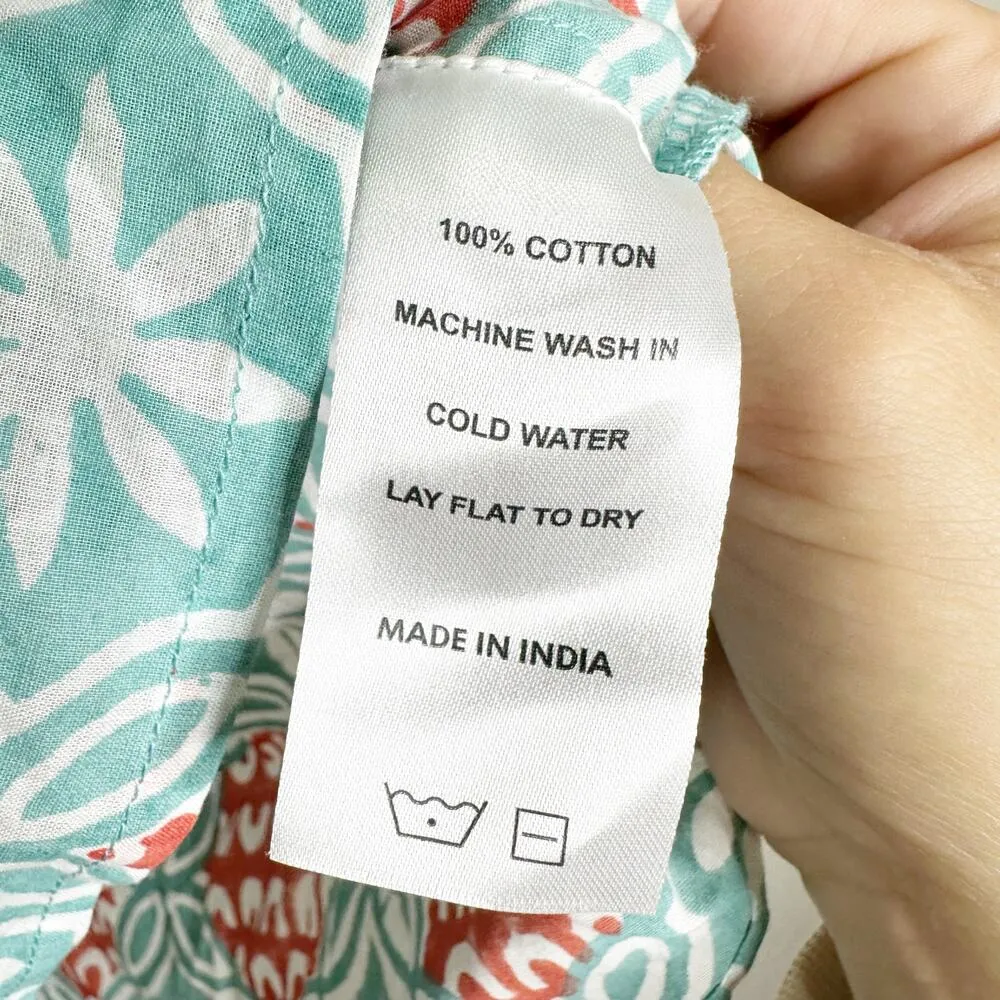 100% COTTON
MACHINE WASH IN
COLD WATER
LAY FLAT TO DRY
MADE IN INDIA